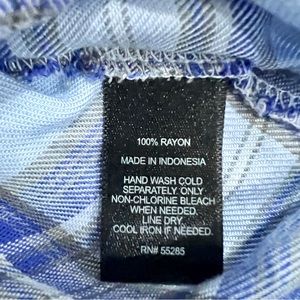 100% RAYON
MADE IN INDONESIA
HAND WASH COLD
SEPARATELY. ONLY
NON-CHLORINE BLEACH
WHEN NEEDED.
LINE DRY.
COOL IRON IF NEEDED.
RN# 55285